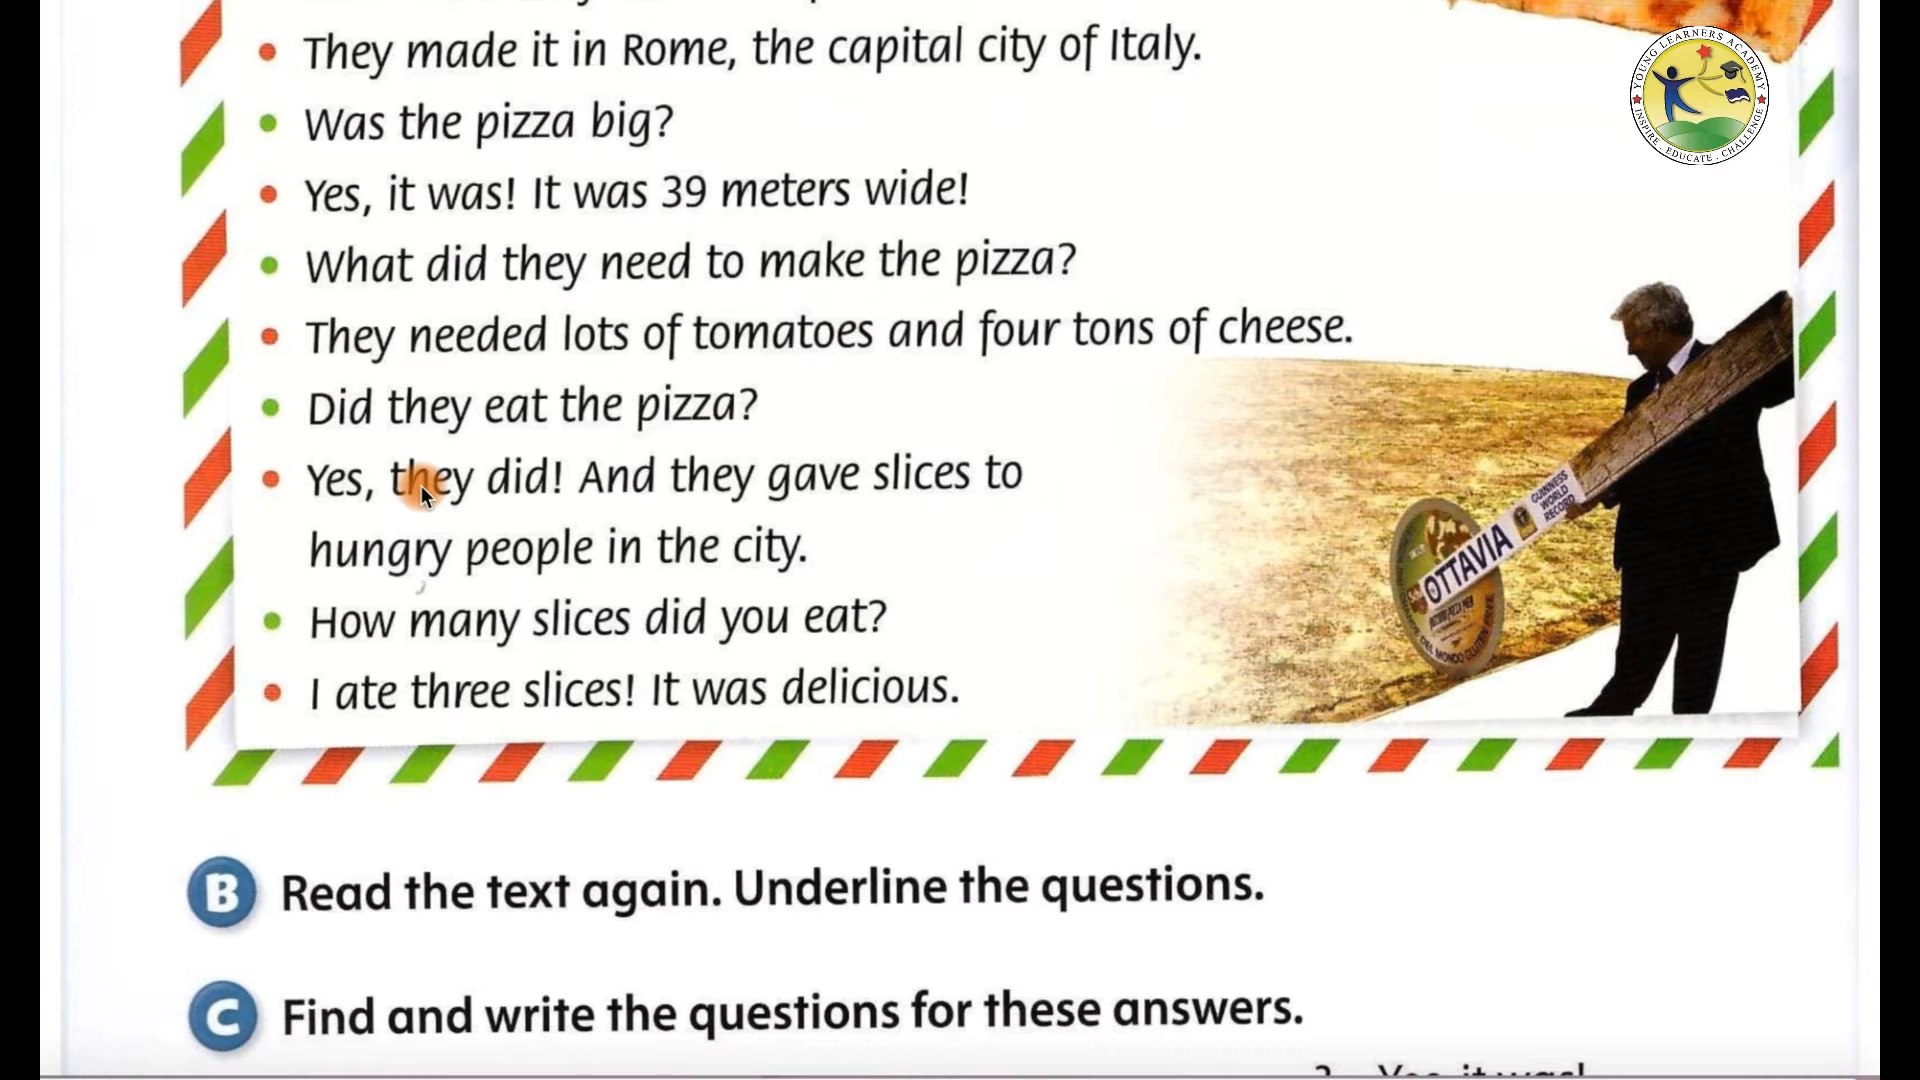 • They made it in Rome, the capital city of Italy.
• Was the pizza big?
• Yes, it was! It was 39 meters wide!
• What did they need to make the pizza?
• They needed lots of tomatoes and four tons of cheese.
• Did they eat the pizza?
• Yes, they did! And they gave slices to
hungry people in the city.
• How many slices did you eat?
• I ate three slices! It was delicious.
YOUNG LEARNERS ACADEMY
INSPIRE . EDUCATE . CHALLENGE
OTTAVIA
GUINNESS
WORLD
RECORD
B Read the text again. Underline the questions.
C Find and write the questions for these answers.